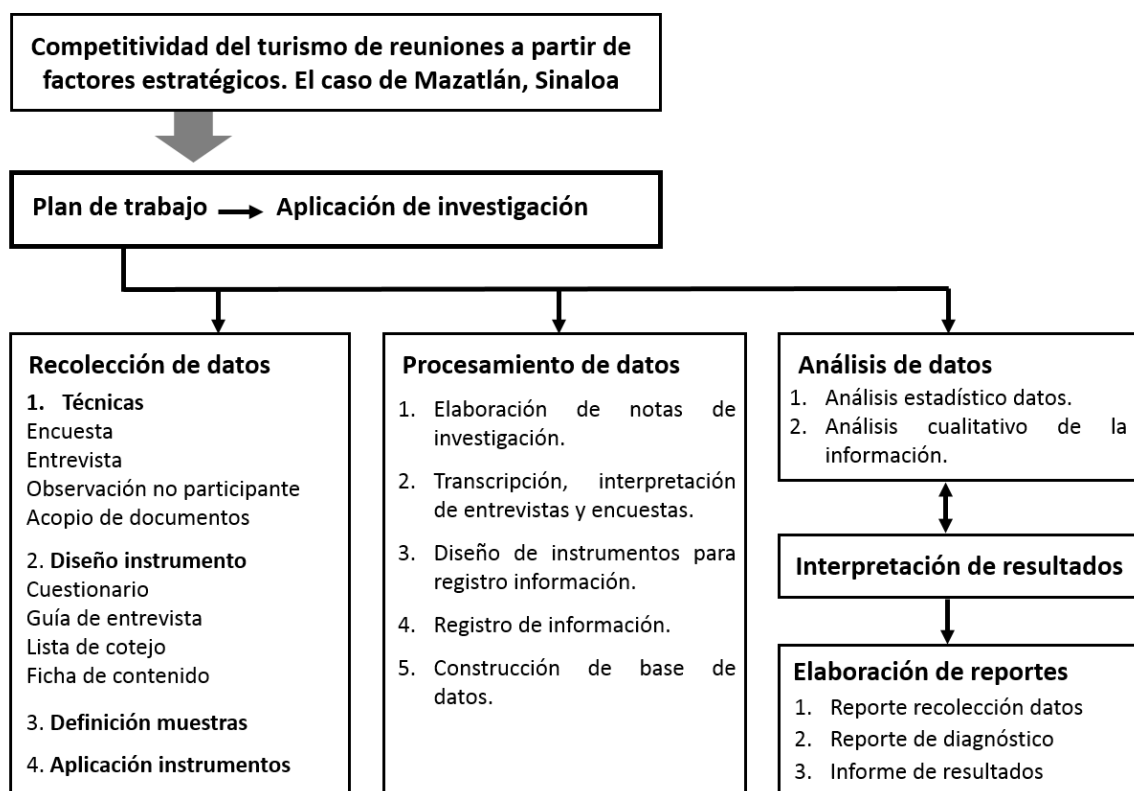 Competitividad del turismo de reuniones a partir de
factores estratégicos. El caso de Mazatlán, Sinaloa
Plan de trabajo
Aplicación de investigación
Recolección de datos
1. Técnicas
Encuesta
Entrevista
Observación no participante
Acopio de documentos
2. Diseño instrumento
Cuestionario
Guía de entrevista
Lista de cotejo
Ficha de contenido
3. Definición muestras
4. Aplicación instrumentos
Procesamiento de datos
1. Elaboración de notas de
investigación.
2. Transcripción, interpretación
de entrevistas y encuestas.
3. Diseño de instrumentos para
registro información.
4. Registro de información.
5. Construcción de base de
datos.
Análisis de datos
1. Análisis estadístico datos.
2. Análisis cualitativo de la
información.
Interpretación de resultados
Elaboración de reportes
1. Reporte recolección datos
2. Reporte de diagnóstico
3. Informe de resultados